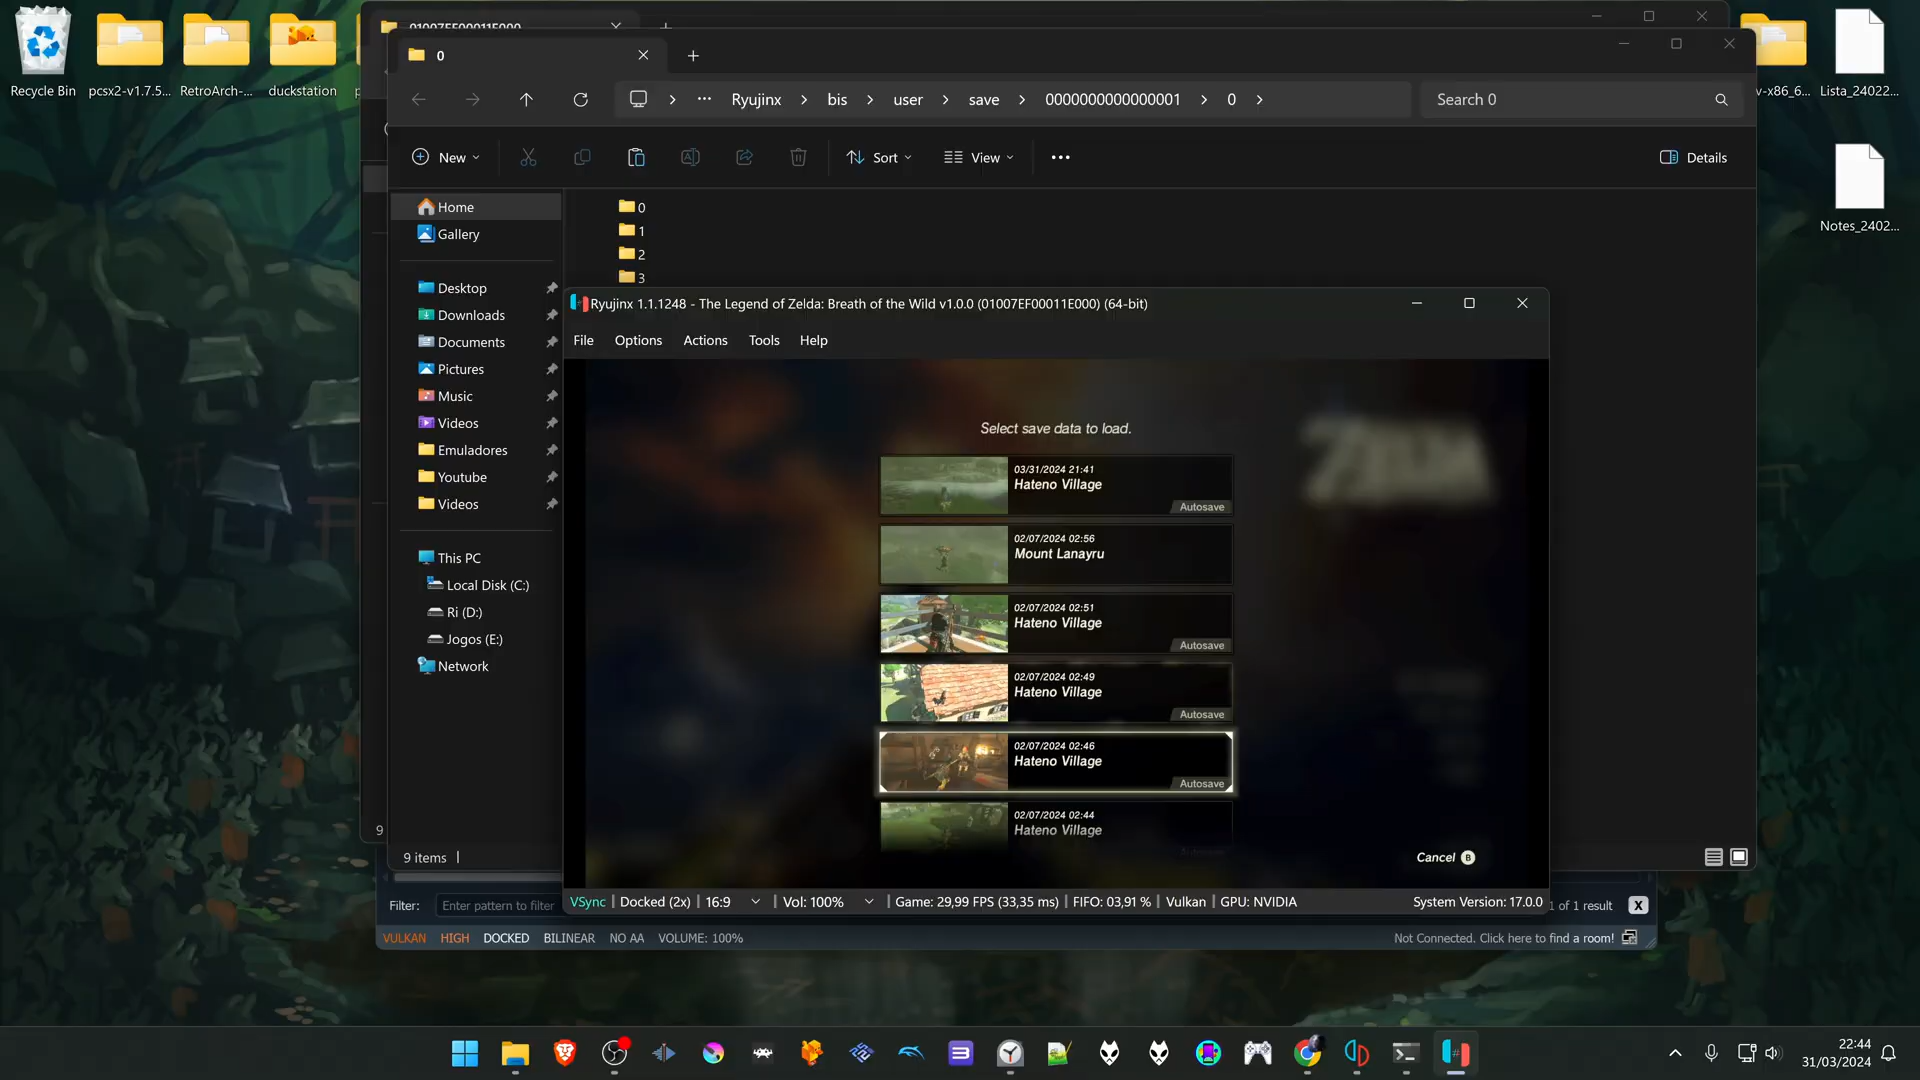 Recycle Bin
pcsx2-v1.7.5...
RetroArch-...
duckstation
01007EF00011E000
0
Ryujinx
bis
user
save
0000000000000001
0
Search 0
v-x86_6...
Lista_24022...
Notes_2402...
New
Sort
View
Details
Home
Gallery
Desktop
Downloads
Documents
Pictures
Music
Videos
Emuladores
Youtube
Videos
This PC
Local Disk (C:)
Ri (D:)
Jogos (E:)
Network
0
1
2
3
9
9 items
Ryujinx 1.1.1248 - The Legend of Zelda: Breath of the Wild v1.0.0 (01007EF00011E000) (64-bit)
File
Options
Actions
Tools
Help
Select save data to load.
ZELDA
03/31/2024 21:41
Hateno Village
Autosave
02/07/2024 02:56
Mount Lanayru
02/07/2024 02:51
Hateno Village
Autosave
02/07/2024 02:49
Hateno Village
Autosave
02/07/2024 02:46
Hateno Village
Autosave
02/07/2024 02:44
Hateno Village
Autosave
Cancel B
VSync | Docked (2x) | 16:9 | Vol: 100% | Game: 29,99 FPS (33,35 ms) | FIFO: 03,91 % | Vulkan | GPU: NVIDIA
System Version: 17.0.0
Filter:
Enter pattern to filter
1 of 1 result
X
VULKAN HIGH DOCKED BILINEAR NO AA VOLUME: 100%
Not Connected. Click here to find a room!
22:44
31/03/2024